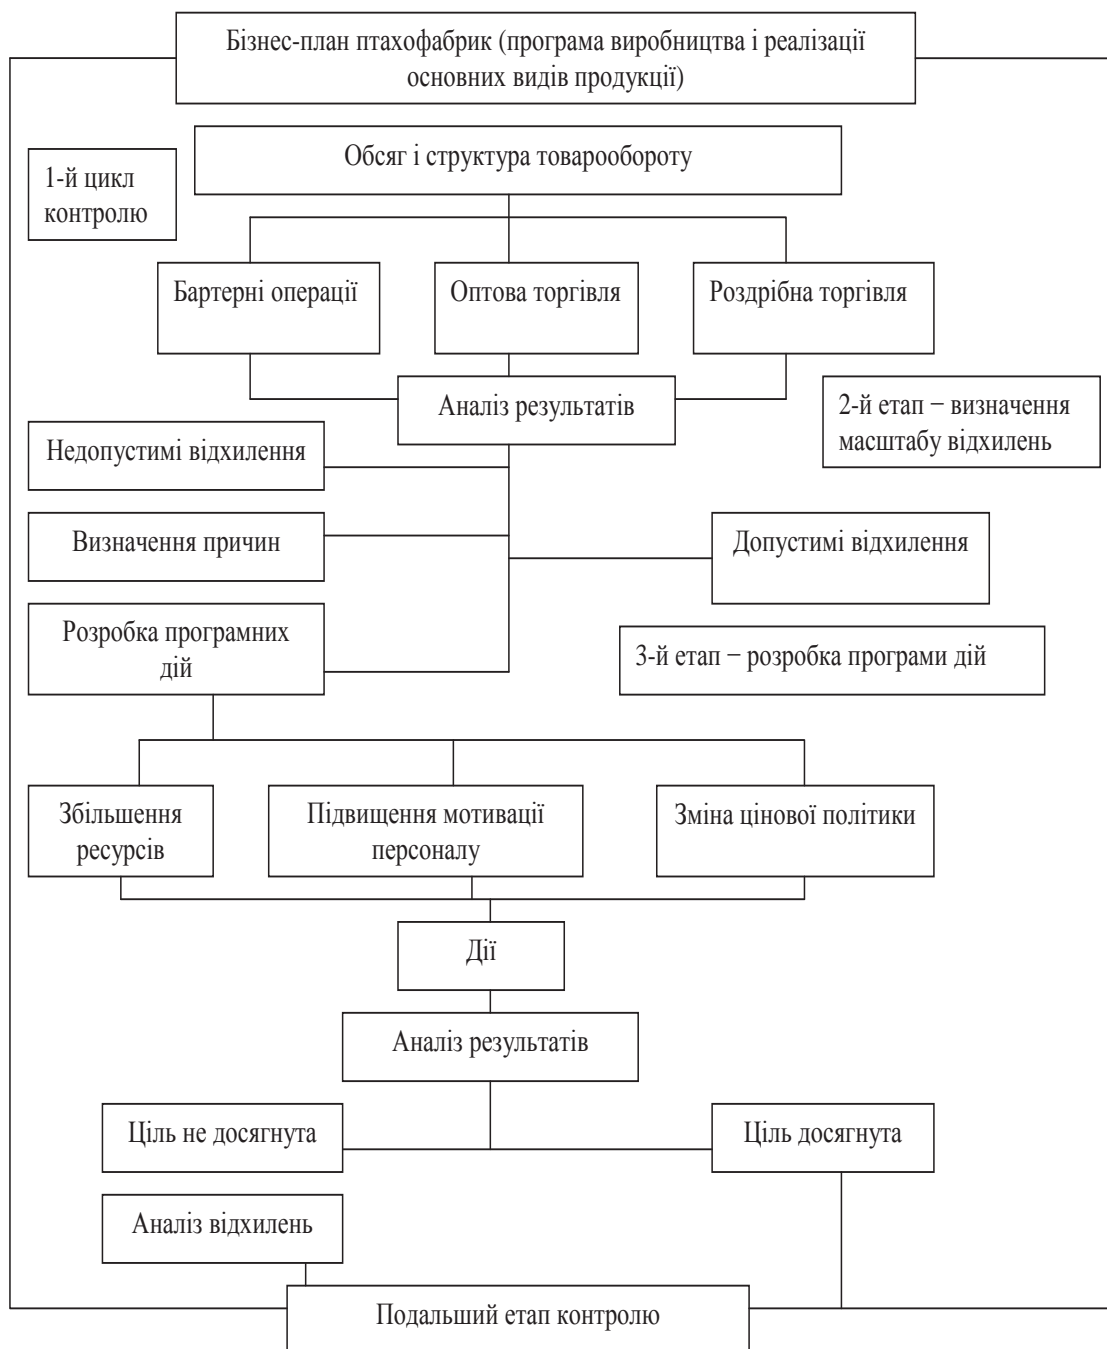 Бізнес-план птахофабрик (програма виробництва і реалізації
основних видів продукції)
Обсяг і структура товарообороту
1-й цикл
контролю
Бартерні операції
Оптова торгівля
Роздрібна торгівля
Аналіз результатів
2-й етап − визначення
масштабу відхилень
Недопустимі відхилення
Визначення причин
Допустимі відхилення
Розробка програмних
дій
3-й етап − розробка програми дій
Збільшення
ресурсів
Підвищення мотивації
персоналу
Зміна цінової політики
Дії
Аналіз результатів
Ціль не досягнута
Ціль досягнута
Аналіз відхилень
Подальший етап контролю